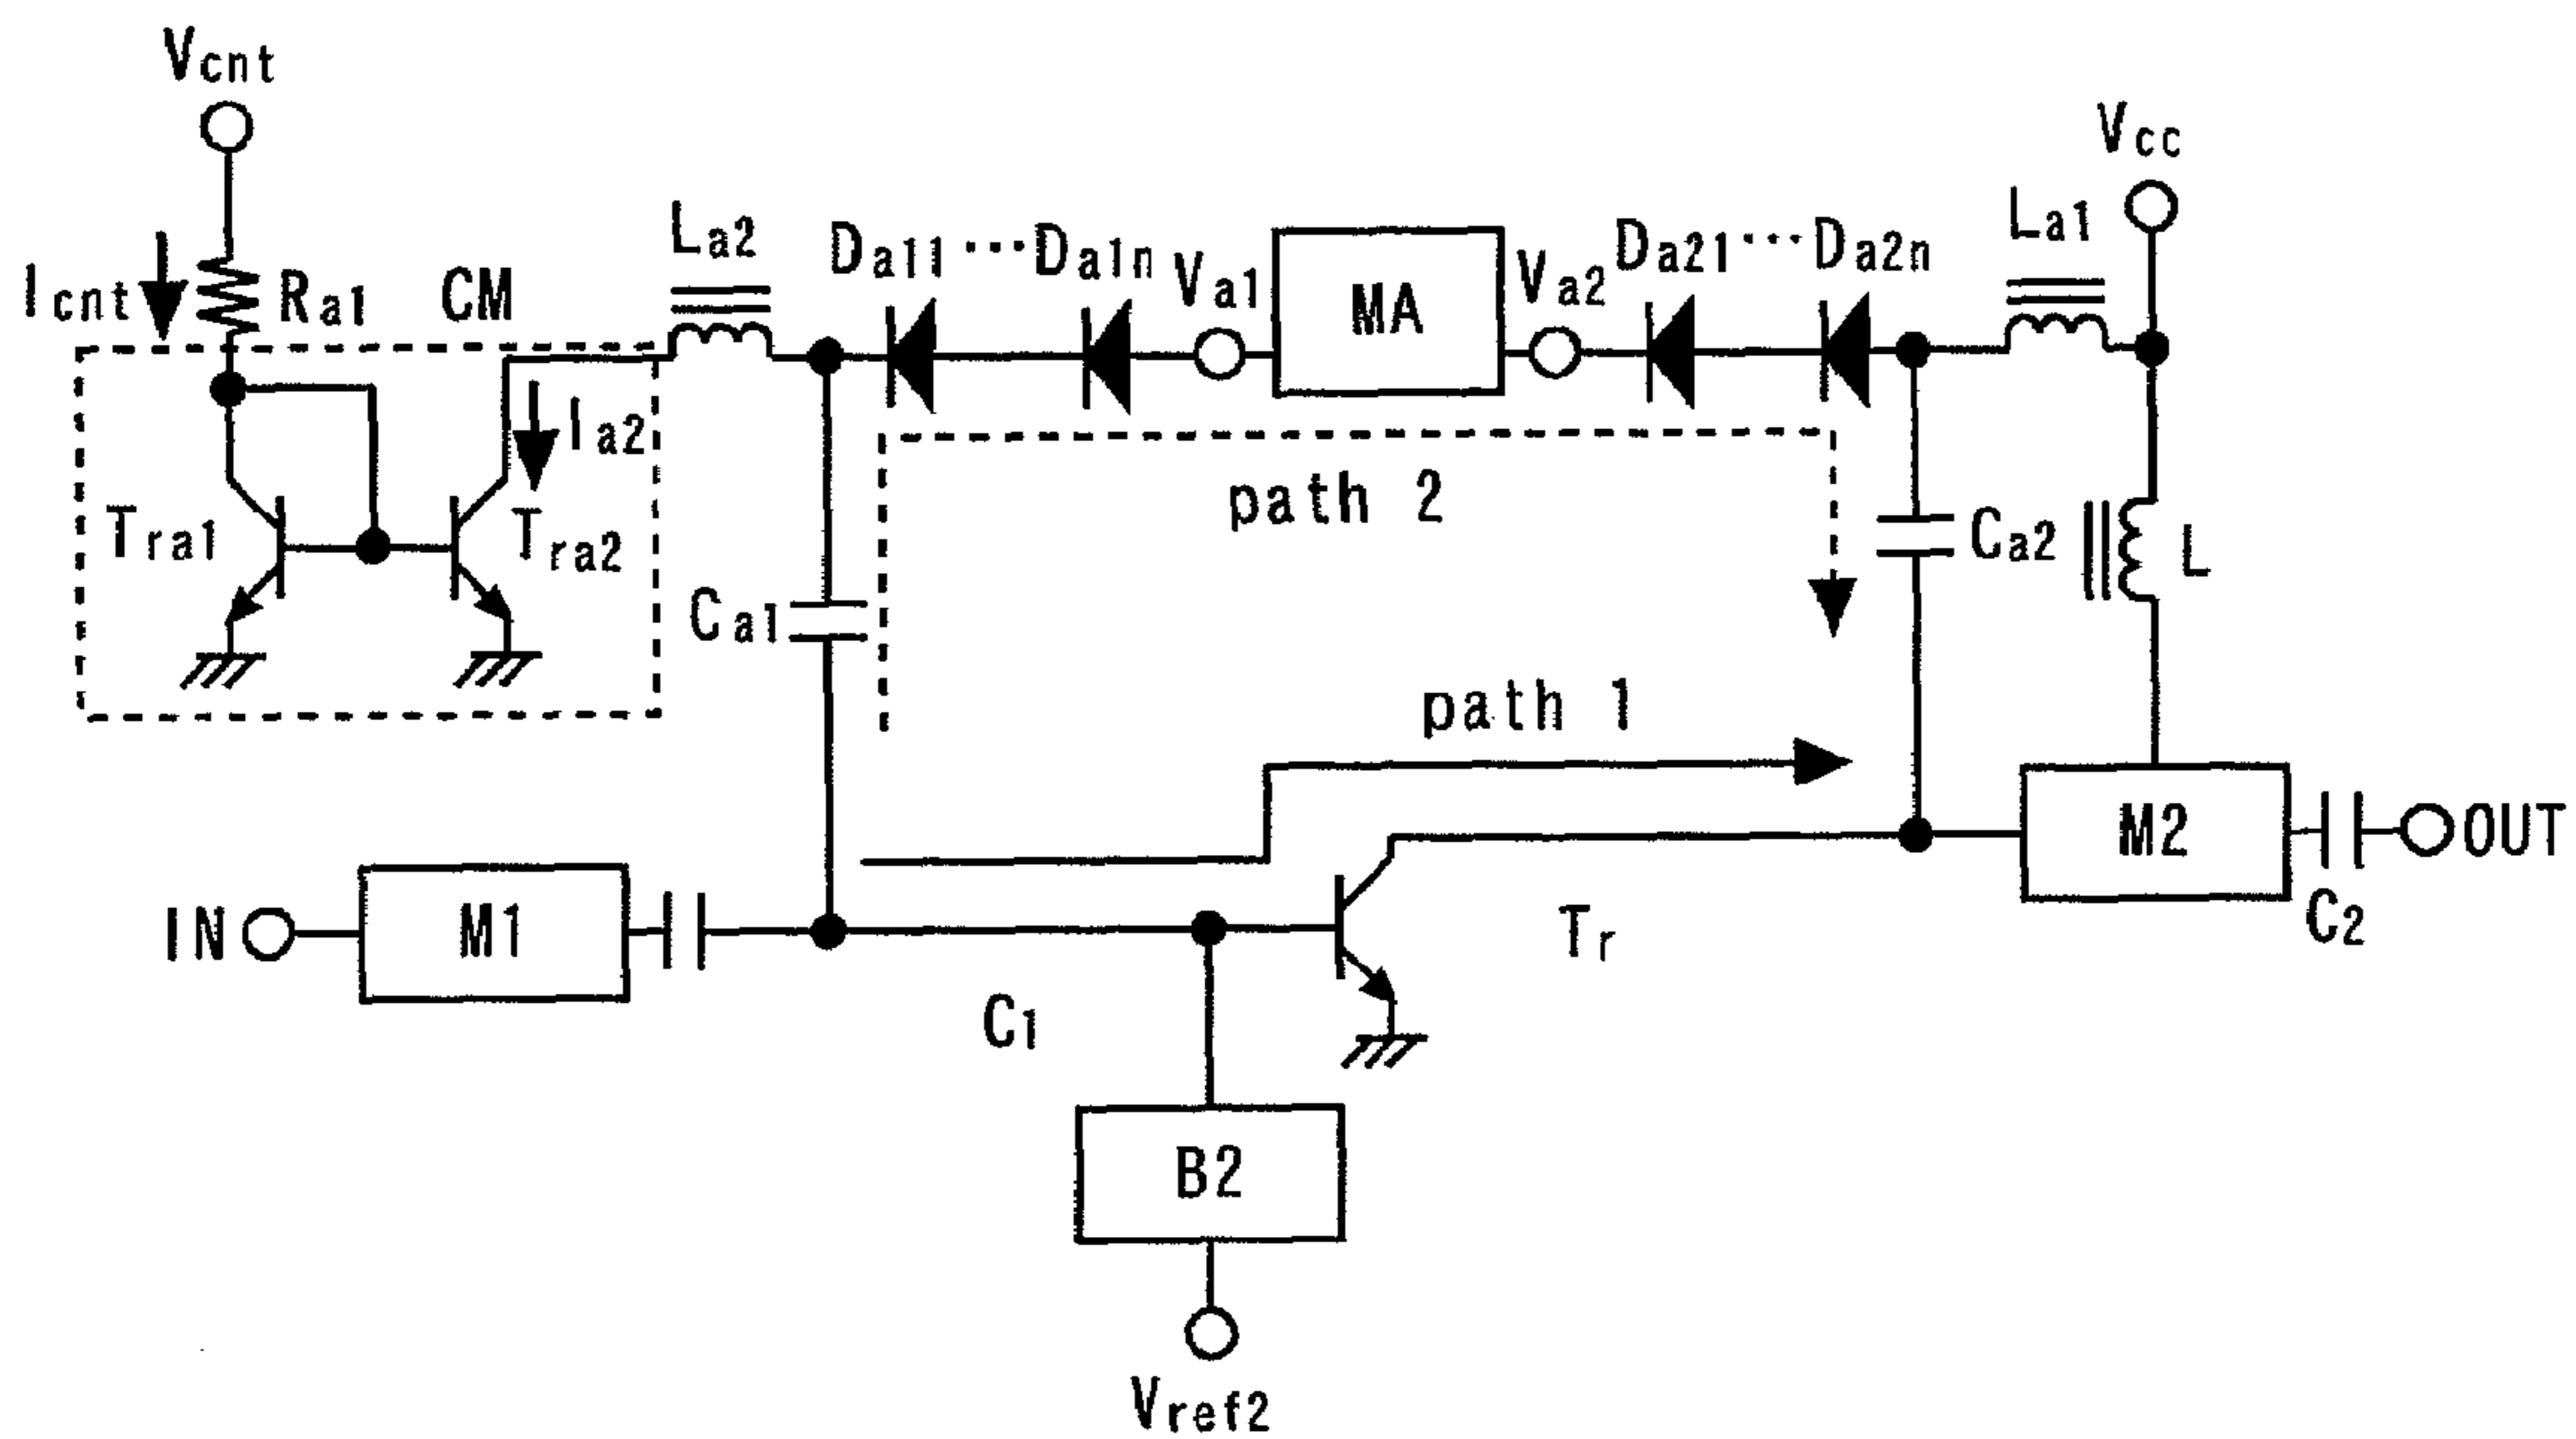 Vcnt
Vcc
La2
La1
Da11 ··· Da1n
Va1
MA
Va2
Da21 ··· Da2n
Icnt
Ra1
CM
Ia2
Tra1
Tra2
path 2
Ca2
L
Ca1
path 1
M2
OUT
C2
IN
M1
Tr
C1
B2
Vref2